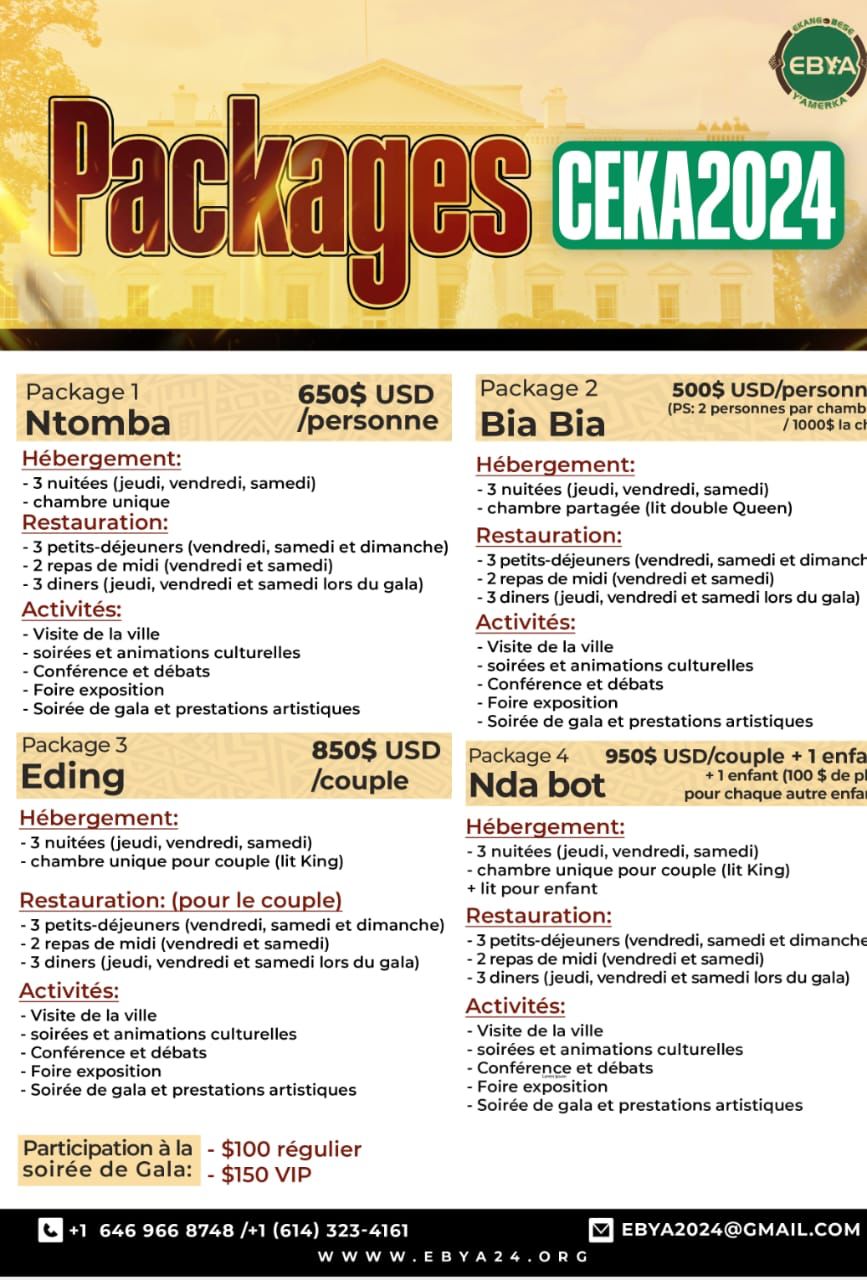 EKANG BESE
EBYA
Y'AMERKA
Packages
CEKA2024
Package 1
Ntomba
650$ USD
/personne
Hébergement:
- 3 nuitées (jeudi, vendredi, samedi)
- chambre unique
Restauration:
- 3 petits-déjeuners (vendredi, samedi et dimanche)
- 2 repas de midi (vendredi et samedi)
- 3 diners (jeudi, vendredi et samedi lors du gala)
Activités:
- Visite de la ville
- soirées et animations culturelles
- Conférence et débats
- Foire exposition
- Soirée de gala et prestations artistiques
Package 2
Bia Bia
500$ USD/personn
(PS: 2 personnes par chamb
/ 1000$ la ch
Hébergement:
- 3 nuitées (jeudi, vendredi, samedi)
- chambre partagée (lit double Queen)
Restauration:
- 3 petits-déjeuners (vendredi, samedi et dimanch
- 2 repas de midi (vendredi et samedi)
- 3 diners (jeudi, vendredi et samedi lors du gala)
Activités:
- Visite de la ville
- soirées et animations culturelles
- Conférence et débats
- Foire exposition
- Soirée de gala et prestations artistiques
Package 3
Eding
850$ USD
/couple
Hébergement:
- 3 nuitées (jeudi, vendredi, samedi)
- chambre unique pour couple (lit King)
Restauration: (pour le couple)
- 3 petits-déjeuners (vendredi, samedi et dimanche)
- 2 repas de midi (vendredi et samedi)
- 3 diners (jeudi, vendredi et samedi lors du gala)
Activités:
- Visite de la ville
- soirées et animations culturelles
- Conférence et débats
- Foire exposition
- Soirée de gala et prestations artistiques
Package 4
Nda bot
950$ USD/couple + 1 enfa
+ 1 enfant (100 $ de pl
pour chaque autre enfan
Hébergement:
- 3 nuitées (jeudi, vendredi, samedi)
- chambre unique pour couple (lit King)
+ lit pour enfant
Restauration:
- 3 petits-déjeuners (vendredi, samedi et dimanche
- 2 repas de midi (vendredi et samedi)
- 3 diners (jeudi, vendredi et samedi lors du gala)
Activités:
- Visite de la ville
- soirées et animations culturelles
- Conférence et débats
- Foire exposition
- Soirée de gala et prestations artistiques
Participation à la
soirée de Gala:
- $100 régulier
- $150 VIP
+1 646 966 8748 /+1 (614) 323-4161
EBYA2024@GMAIL.COM
WWWW.EBYA24.ORG